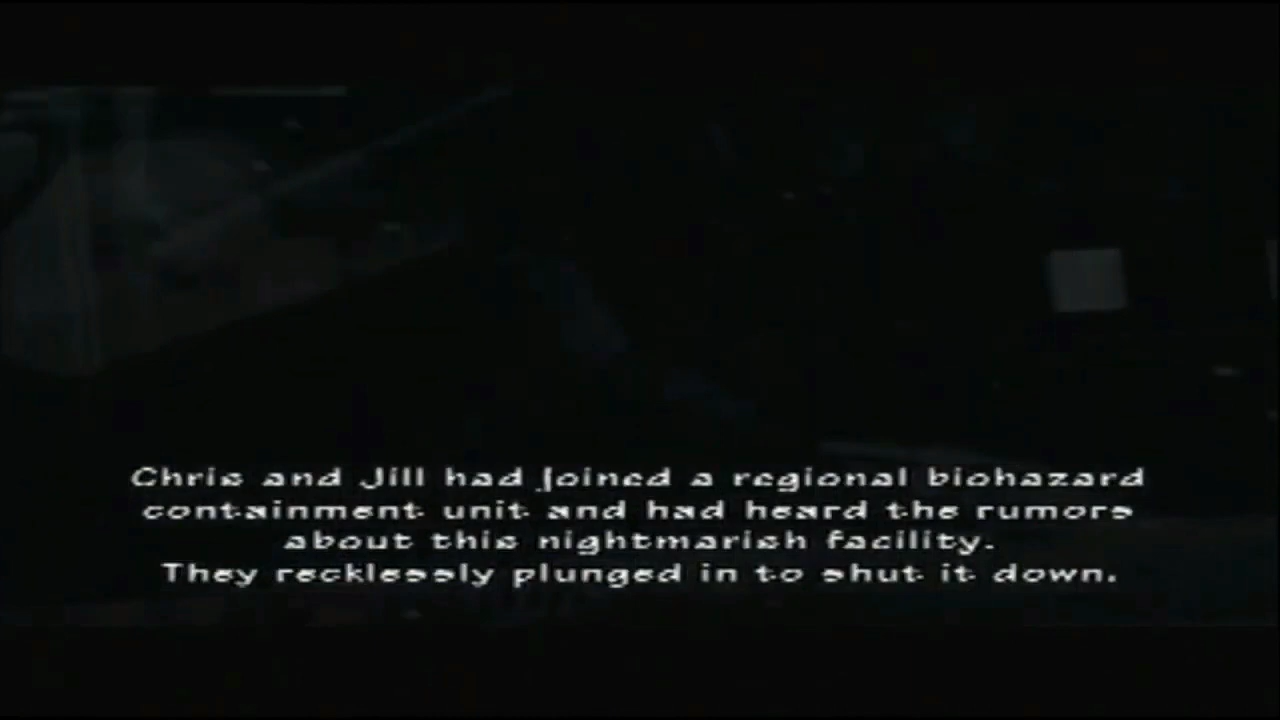 Chris and Jill had joined a regional biohazard
containment unit and had heard the rumors
about this nightmarish facility.
They recklessly plunged in to shut it down.